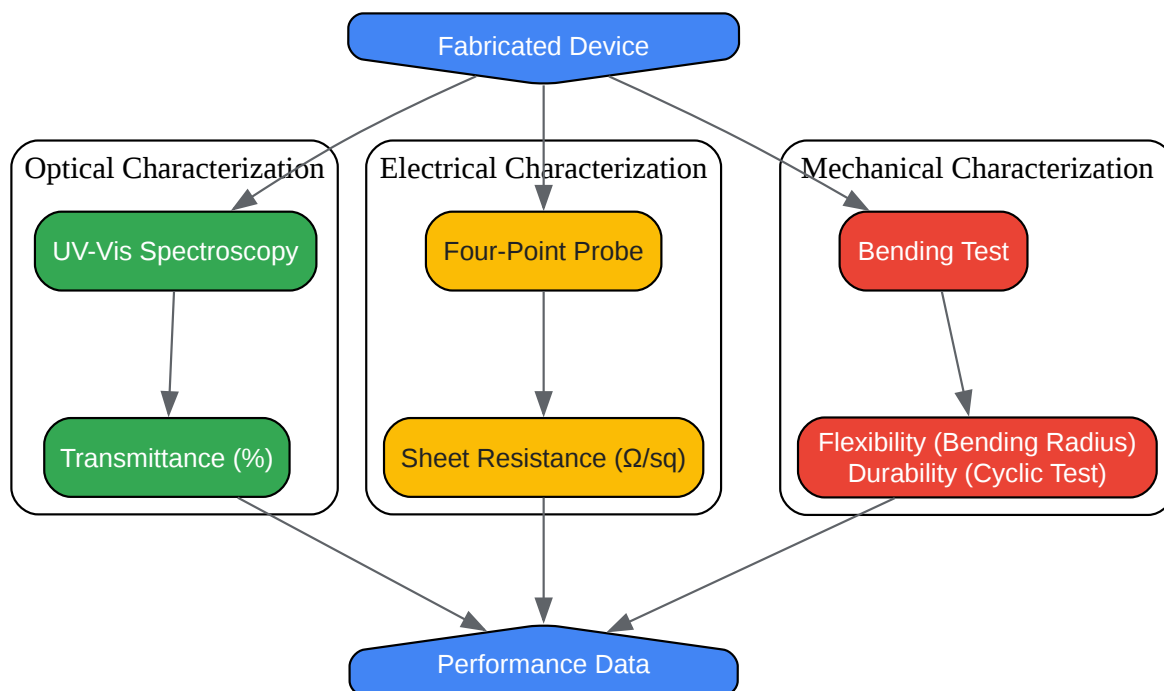 Fabricated Device
Optical Characterization
Electrical Characterization
Mechanical Characterization
UV-Vis Spectroscopy
Four-Point Probe
Bending Test
Transmittance (%)
Sheet Resistance (Ω/sq)
Flexibility (Bending Radius)
Durability (Cyclic Test)
Performance Data